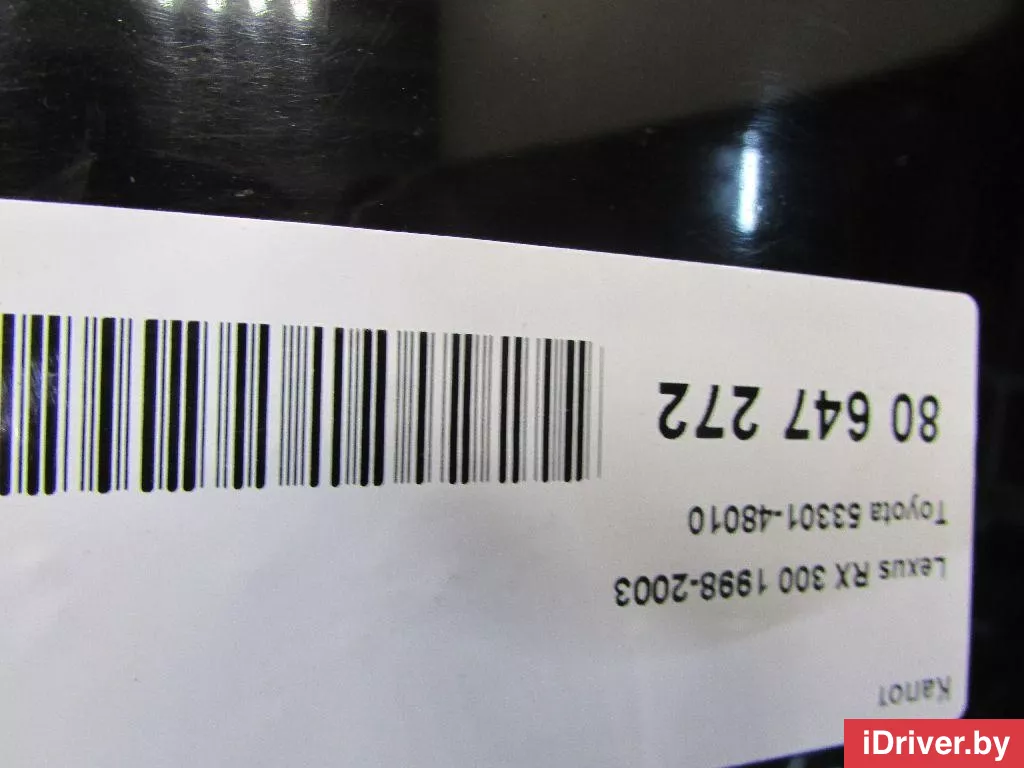 Капот
Lexus RX 300 1998-2003
Toyota 53301-48010
80 647 272
iDriver.by